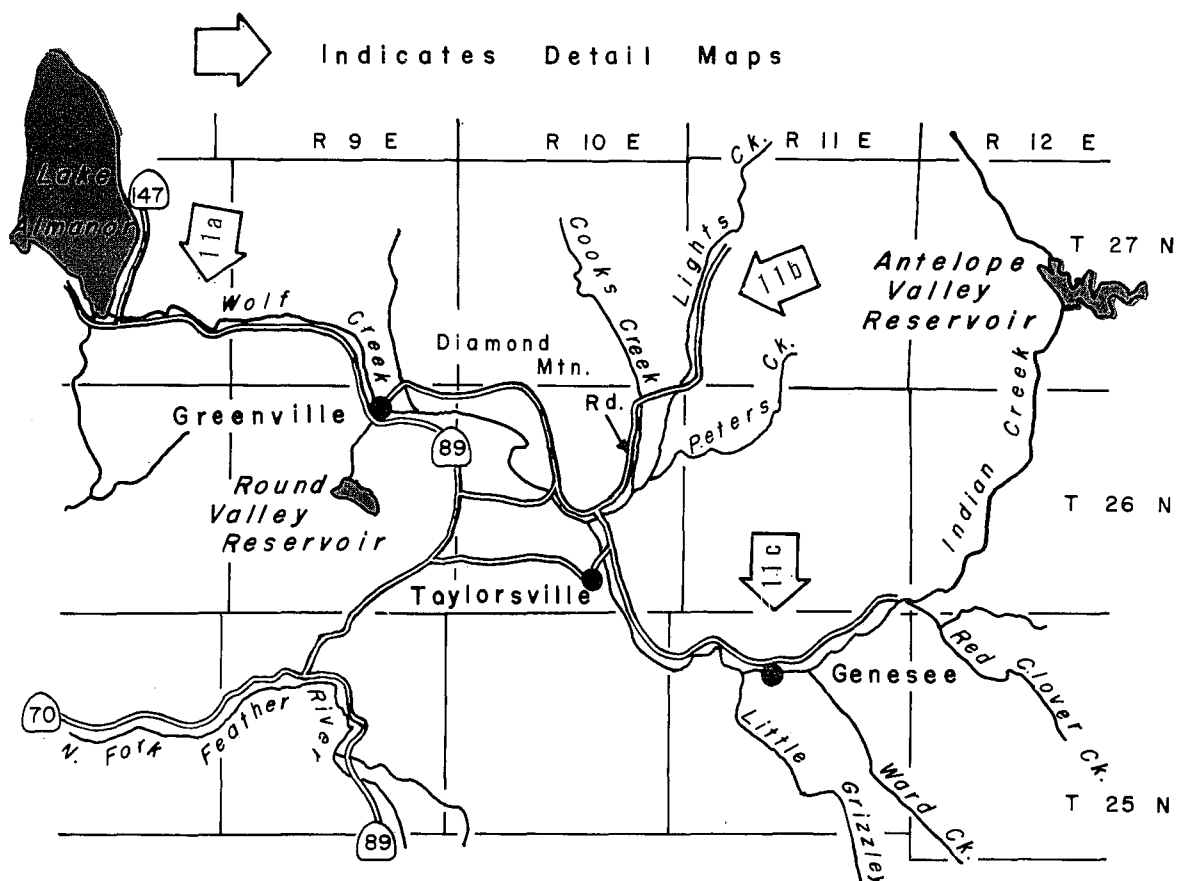 Indicates Detail Maps
R 9 E
R 10 E
R 11 E
R 12 E
Lake
Almanor
147
11a
Wolf
Creek
Cooks
Creek
Lights
Ck.
11b
T 27 N
Antelope
Valley
Reservoir
Diamond
Mtn.
Rd.
Peters
Ck.
Greenville
89
Round
Valley
Reservoir
Indian
Creek
T 26 N
Taylorsville
11c
Genesee
Red
Clover
Ck.
70
N. Fork
Feather
River
89
Little
Grizzley
Ward
Ck.
T 25 N